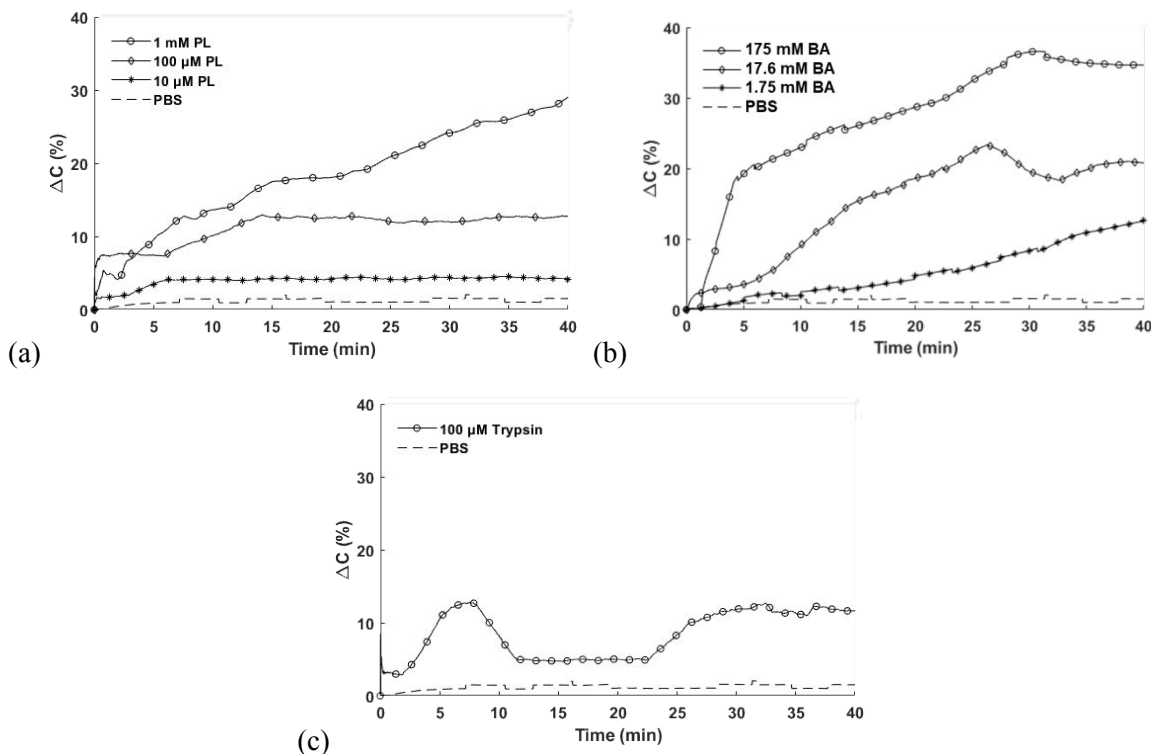 40
30
20
10
0
ΔC (%)
1 mM PL
100 µM PL
10 µM PL
PBS
0 5 10 15 20 25 30 35 40
Time (min)
(a)
40
30
20
10
0
ΔC (%)
175 mM BA
17.6 mM BA
1.75 mM BA
PBS
0 5 10 15 20 25 30 35 40
Time (min)
(b)
40
30
20
10
0
ΔC (%)
100 µM Trypsin
PBS
0 5 10 15 20 25 30 35 40
Time (min)
(c)